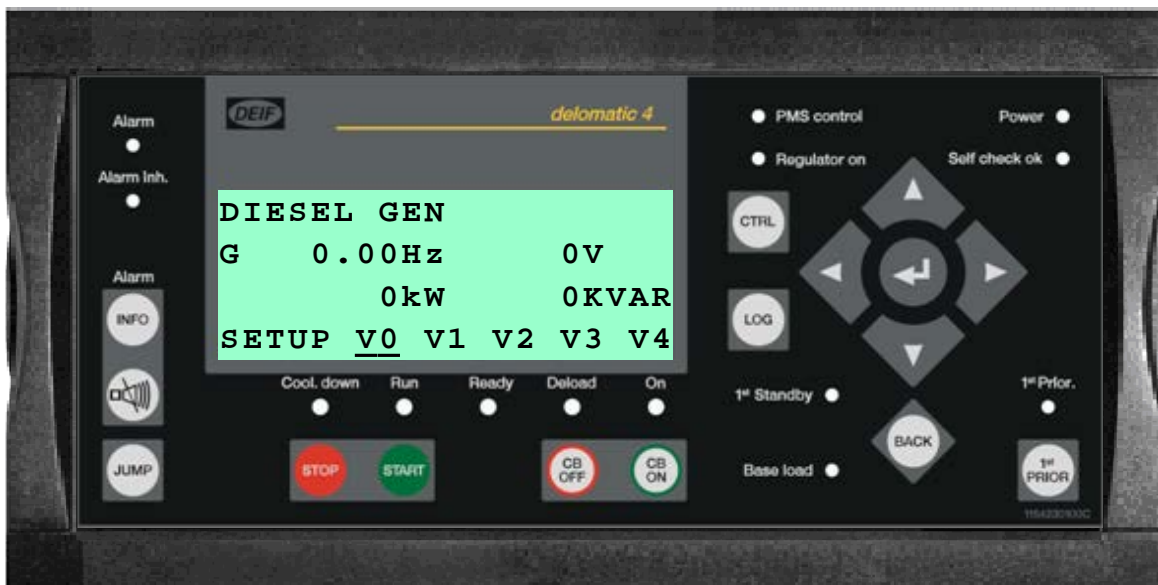 DEIF
delomatic 4
Alarm
Alarm Inh.
DIESEL GEN
G 0.00Hz 0V
0kW 0KVAR
SETUP V0 V1 V2 V3 V4
Alarm
INFO
JUMP
Cool. down Run Ready Deload On
STOP START CB OFF CB ON
PMS control
Power
Regulator on
Self check ok
CTRL
LOG
1st Standby
1st Prior.
BACK
Base load
1st PRIOR
1154230100C